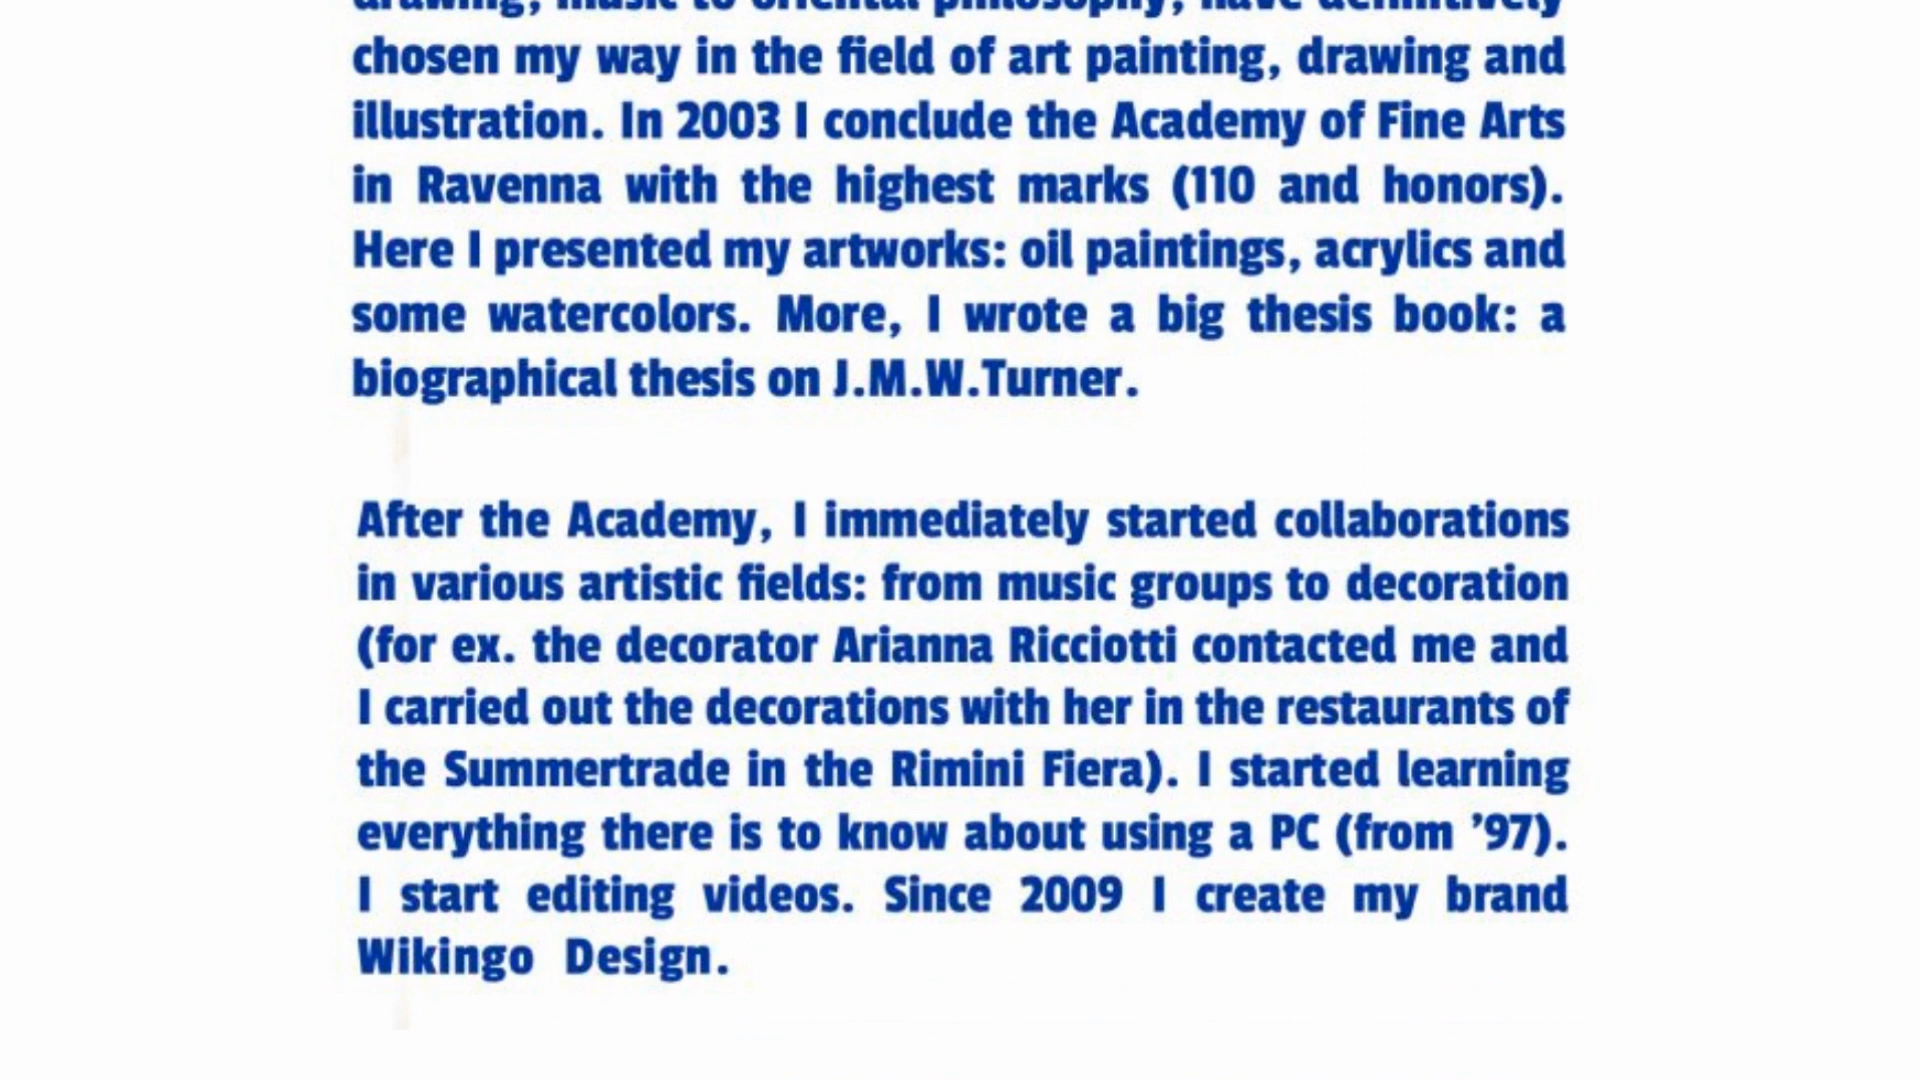 drawing, music to oriental philosophy, have definitively
chosen my way in the field of art painting, drawing and
illustration. In 2003 I conclude the Academy of Fine Arts
in Ravenna with the highest marks (110 and honors).
Here I presented my artworks: oil paintings, acrylics and
some watercolors. More, I wrote a big thesis book: a
biographical thesis on J.M.W.Turner.
After the Academy, I immediately started collaborations
in various artistic fields: from music groups to decoration
(for ex. the decorator Arianna Ricciotti contacted me and
I carried out the decorations with her in the restaurants of
the Summertrade in the Rimini Fiera). I started learning
everything there is to know about using a PC (from ’97).
I start editing videos. Since 2009 I create my brand
Wikingo Design.